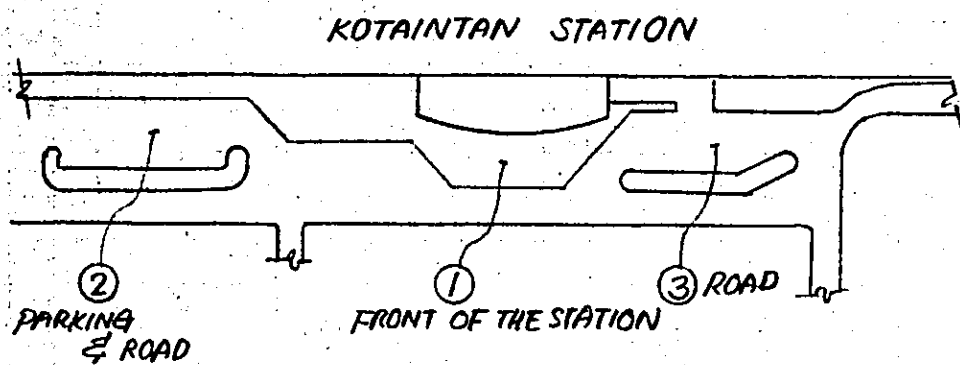 KOTAINTAN STATION
② ① ③ ROAD
PARKING & ROAD
FRONT OF THE STATION